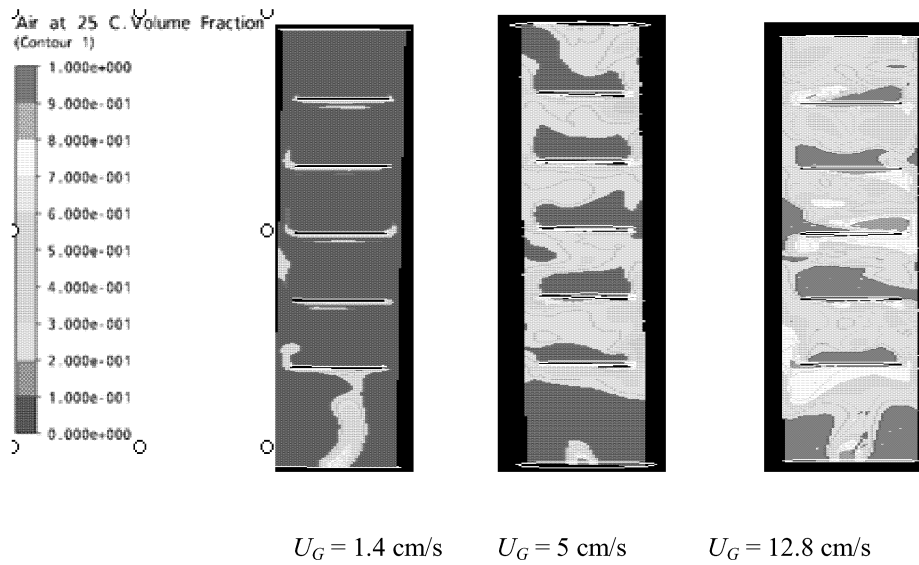 Air at 25 C.Volume Fraction
(Contour 1)
1.000e+000
9.000e-001
8.000e-001
7.000e-001
6.000e-001
5.000e-001
4.000e-001
3.000e-001
2.000e-001
1.000e-001
0.000e+000
U_G = 1.4 cm/s
U_G = 5 cm/s
U_G = 12.8 cm/s